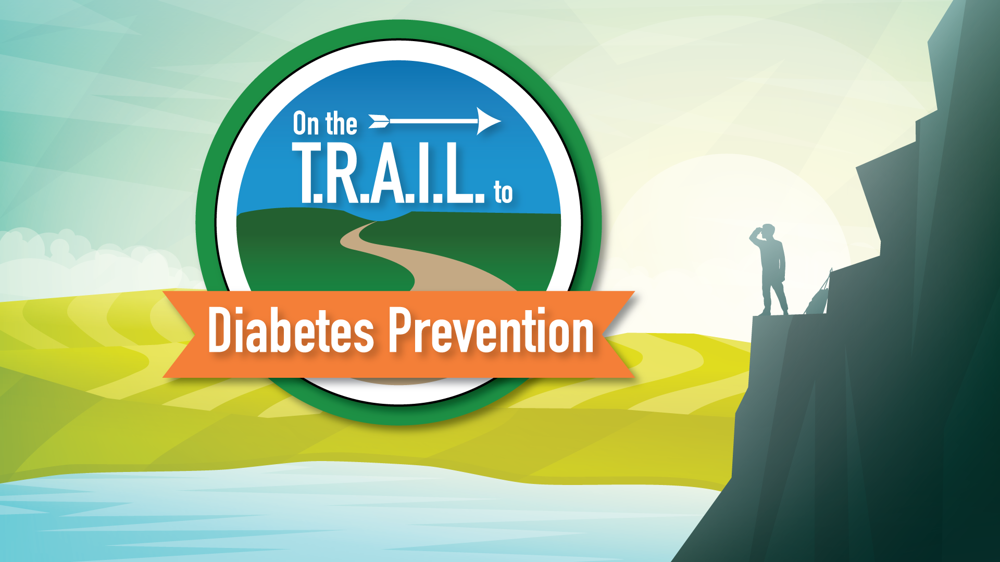 On the
T.R.A.I.L. to
Diabetes Prevention